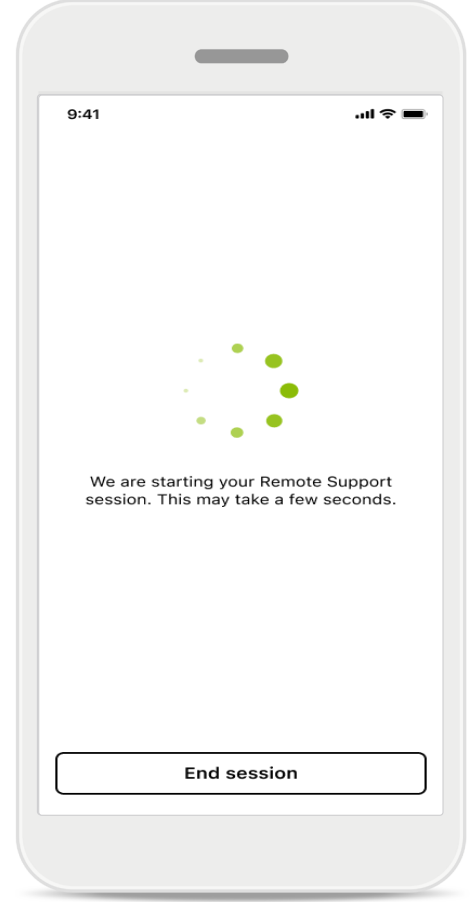 9:41
We are starting your Remote Support
session. This may take a few seconds.
End session